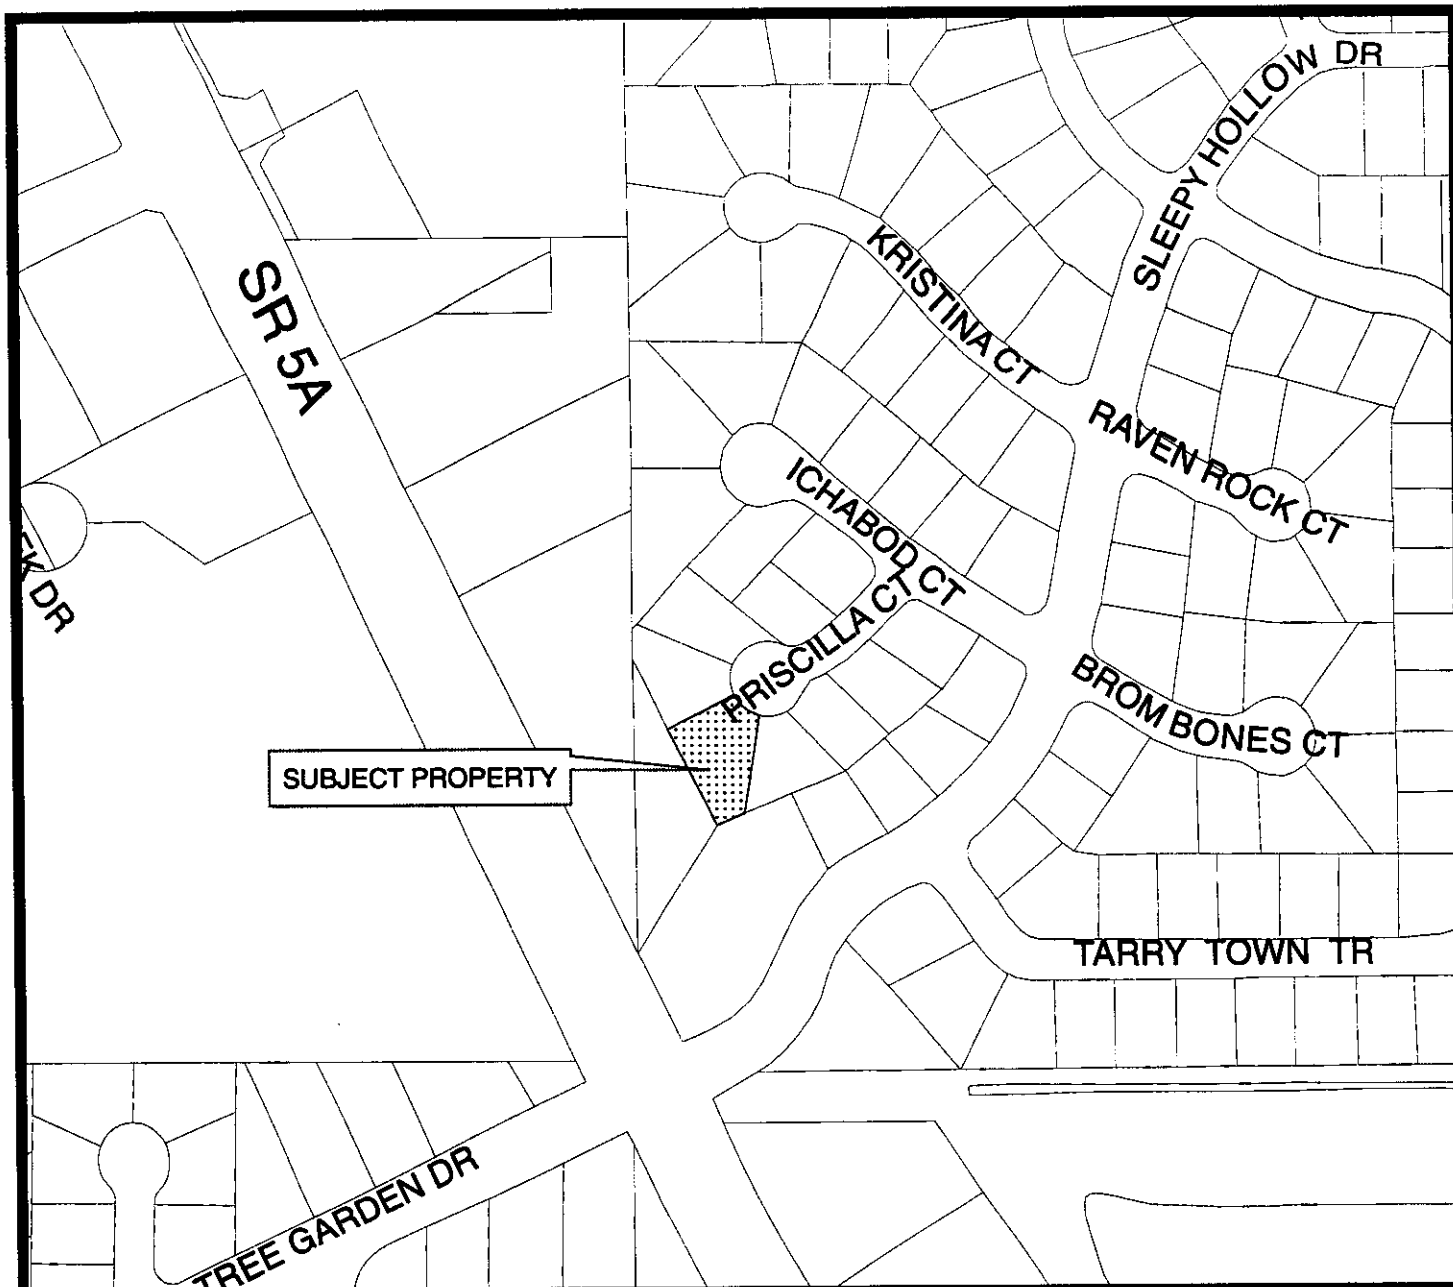 SLEEPY HOLLOW DR
KRISTINA CT
SR 5A
RAVEN ROCK CT
ICHABOD CT
DR
PRISCILLA CT
BROM BONES CT
SUBJECT PROPERTY
TARRY TOWN TR
TREE GARDEN DR